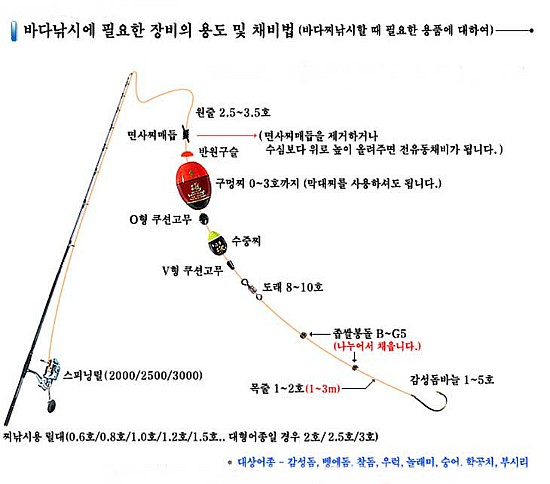 바다낚시에 필요한 장비의 용도 및 채비법 (바다찌낚시할 때 필요한 용품에 대하여)
원줄 2.5~3.5호
면사찌매듭
(면사찌매듭을 제거하거나
수심보다 위로 높이 올려주면 전유동채비가 됩니다.)
반원구슬
구멍찌 0~3호까지 (막대찌를 사용하셔도 됩니다.)
O형 쿠션고무
수중찌
V형 쿠션고무
도래 8~10호
좁쌀봉돌 B~G5
(나누어서 채웁니다.)
스피닝릴(2000/2500/3000)
목줄 1~2호(1~3m)
감성돔바늘 1~5호
찌낚시용 릴대(0.6호/0.8호/1.0호/1.2호/1.5호.. 대형어종일 경우 2호/2.5호/3호)
• 대상어종 - 감성돔, 벵에돔, 참돔, 우럭, 놀래미, 숭어, 학공치, 부시리